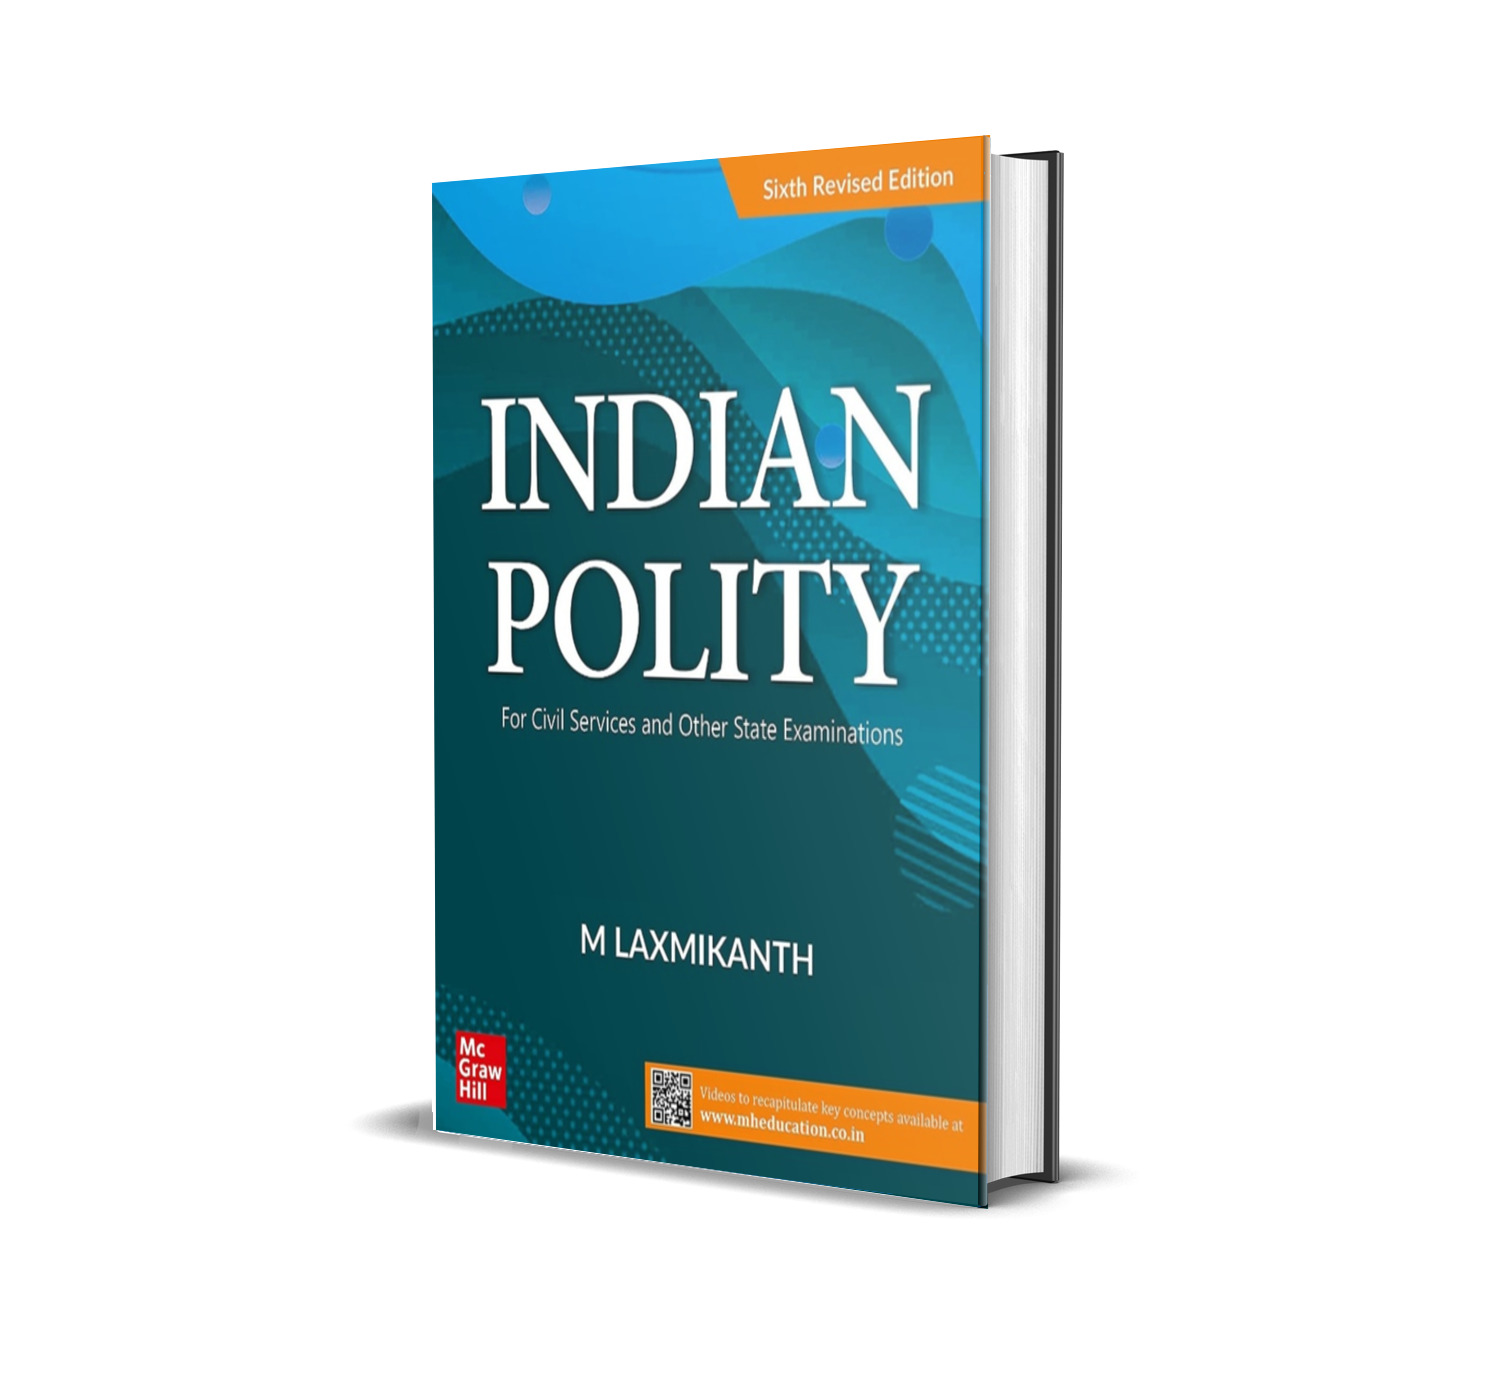 Sixth Revised Edition
INDIAN
POLITY
For Civil Services and Other State Examinations
M LAXMIKANTH
Mc
Graw
Hill
Videos to recapitulate key concepts available at
www.mheducation.co.in